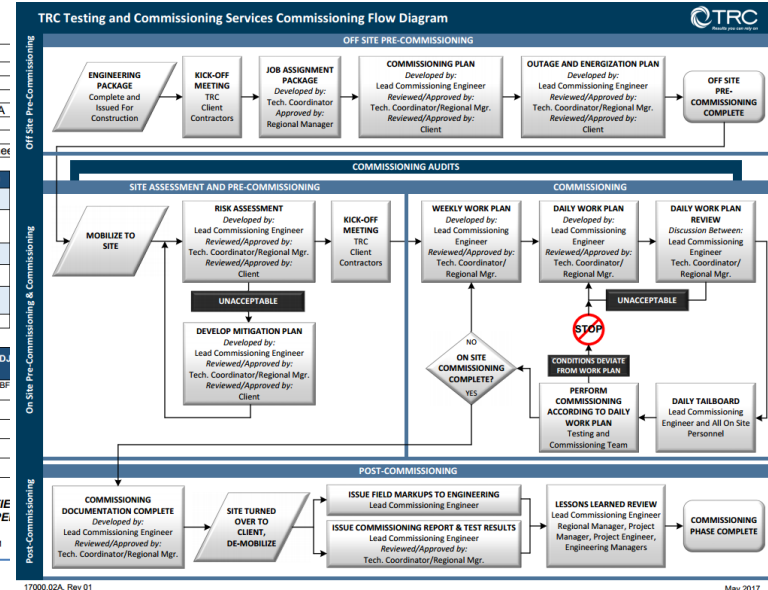 TRC Testing and Commissioning Services Commissioning Flow Diagram
TRC
Results you can rely on
Off Site Pre-Commissioning
OFF SITE PRE-COMMISSIONING
ENGINEERING
PACKAGE
Complete and
Issued For
Construction
KICK-OFF
MEETING
TRC
Client
Contractors
JOB ASSIGNMENT
PACKAGE
Developed by:
Tech. Coordinator
Approved by:
Regional Manager
COMMISSIONING PLAN
Developed by:
Lead Commissioning Engineer
Reviewed/Approved by:
Tech. Coordinator/Regional Mgr.
Reviewed/Approved by:
Client
OUTAGE AND ENERGIZATION PLAN
Developed by:
Lead Commissioning Engineer
Reviewed/Approved by:
Tech. Coordinator/Regional Mgr.
Reviewed/Approved by:
Client
OFF SITE
PRE-
COMMISSIONING
COMPLETE
On Site Pre-Commissioning & Commissioning
COMMISSIONING AUDITS
SITE ASSESSMENT AND PRE-COMMISSIONING
COMMISSIONING
MOBILIZE TO
SITE
RISK ASSESSMENT
Developed by:
Lead Commissioning Engineer
Reviewed/Approved by:
Tech. Coordinator/Regional Mgr.
Reviewed/Approved by:
Client
KICK-OFF
MEETING
TRC
Client
Contractors
WEEKLY WORK PLAN
Developed by:
Lead Commissioning
Engineer
Reviewed/Approved by:
Tech. Coordinator/
Regional Mgr.
DAILY WORK PLAN
Developed by:
Lead Commissioning
Engineer
Reviewed/Approved by:
Tech. Coordinator/
Regional Mgr.
DAILY WORK PLAN
REVIEW
Discussion Between:
Lead Commissioning
Engineer
Tech. Coordinator/
Regional Mgr.
UNACCEPTABLE
UNACCEPTABLE
STOP
DEVELOP MITIGATION PLAN
Developed by:
Lead Commissioning Engineer
Reviewed/Approved by:
Tech. Coordinator/Regional Mgr.
Reviewed/Approved by:
Client
NO
ON SITE
COMMISSIONING
COMPLETE?
YES
CONDITIONS DEVIATE
FROM WORK PLAN
PERFORM
COMMISSIONING
ACCORDING TO DAILY
WORK PLAN
Testing and
Commissioning Team
DAILY TAILBOARD
Lead Commissioning
Engineer and All On Site
Personnel
Post-Commissioning
POST-COMMISSIONING
COMMISSIONING
DOCUMENTATION COMPLETE
Developed by:
Lead Commissioning Engineer
Reviewed/Approved by:
Tech. Coordinator/Regional Mgr.
SITE TURNED
OVER TO
CLIENT,
DE-MOBILIZE
ISSUE FIELD MARKUPS TO ENGINEERING
Lead Commissioning Engineer
ISSUE COMMISSIONING REPORT & TEST RESULTS
Lead Commissioning Engineer
Reviewed/Approved by:
Tech. Coordinator/Regional Mgr.
LESSONS LEARNED REVIEW
Lead Commissioning Engineer
Regional Manager, Project
Manager, Project Engineer,
Engineering Managers
COMMISSIONING
PHASE COMPLETE
17000.02A, Rev 01
May 2017